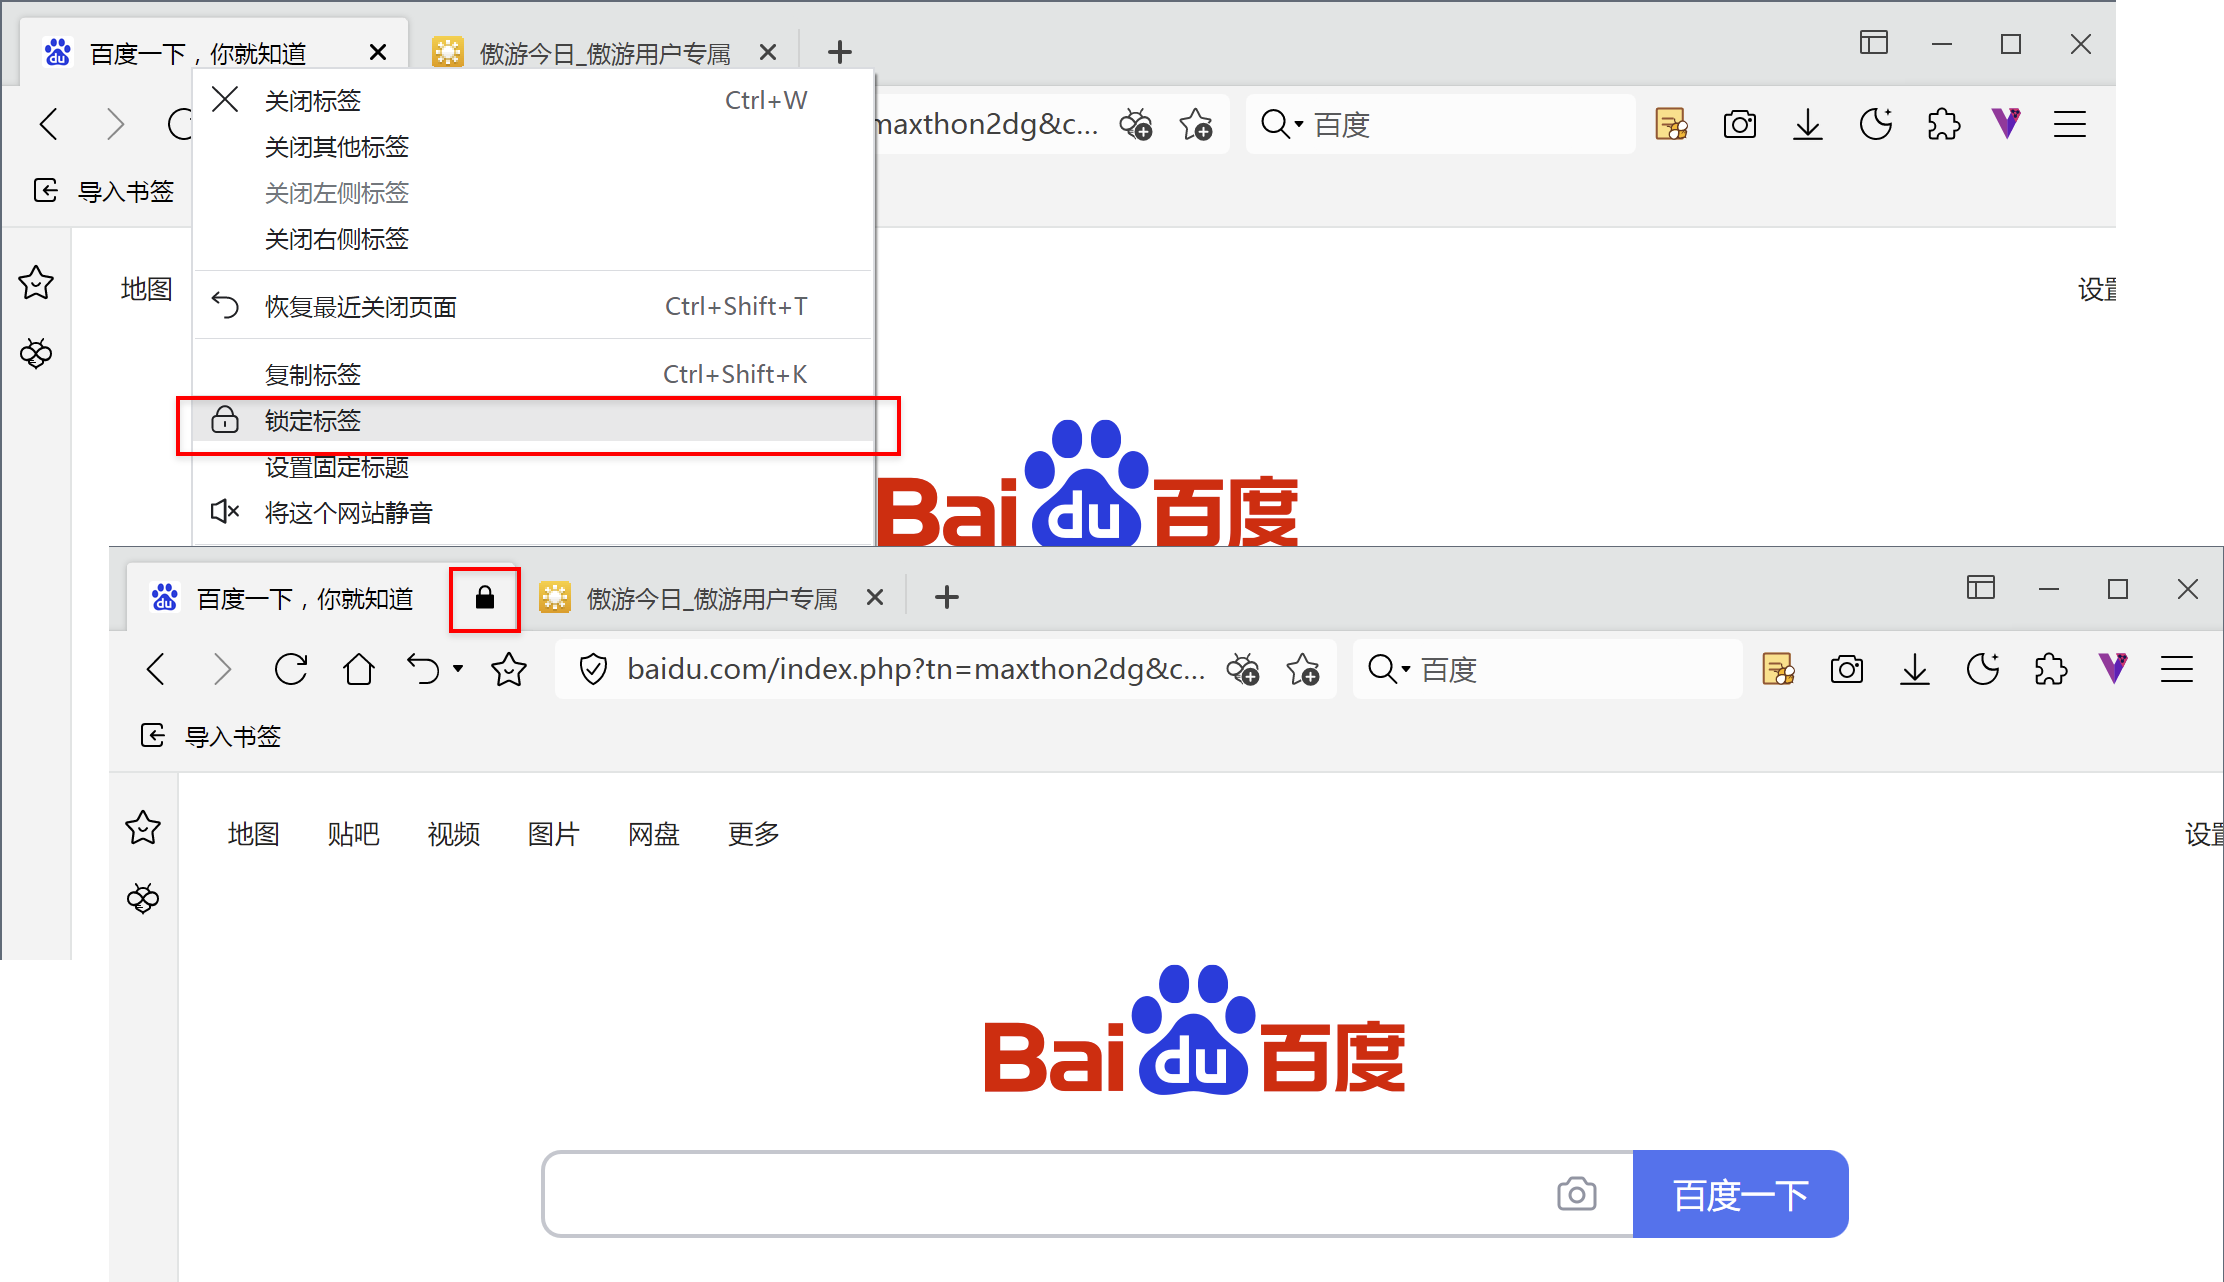 百度一下，你就知道
傲游今日_傲游用户专属
关闭标签 Ctrl+W
关闭其他标签
关闭左侧标签
关闭右侧标签
恢复最近关闭页面 Ctrl+Shift+T
复制标签 Ctrl+Shift+K
锁定标签
设置固定标题
将这个网站静音
maxthon2dg&c...
百度
导入书签
地图
设置
Bai du 百度
百度一下，你就知道
傲游今日_傲游用户专属
baidu.com/index.php?tn=maxthon2dg&c...
百度
导入书签
地图 贴吧 视频 图片 网盘 更多
设置
Bai du 百度
百度一下